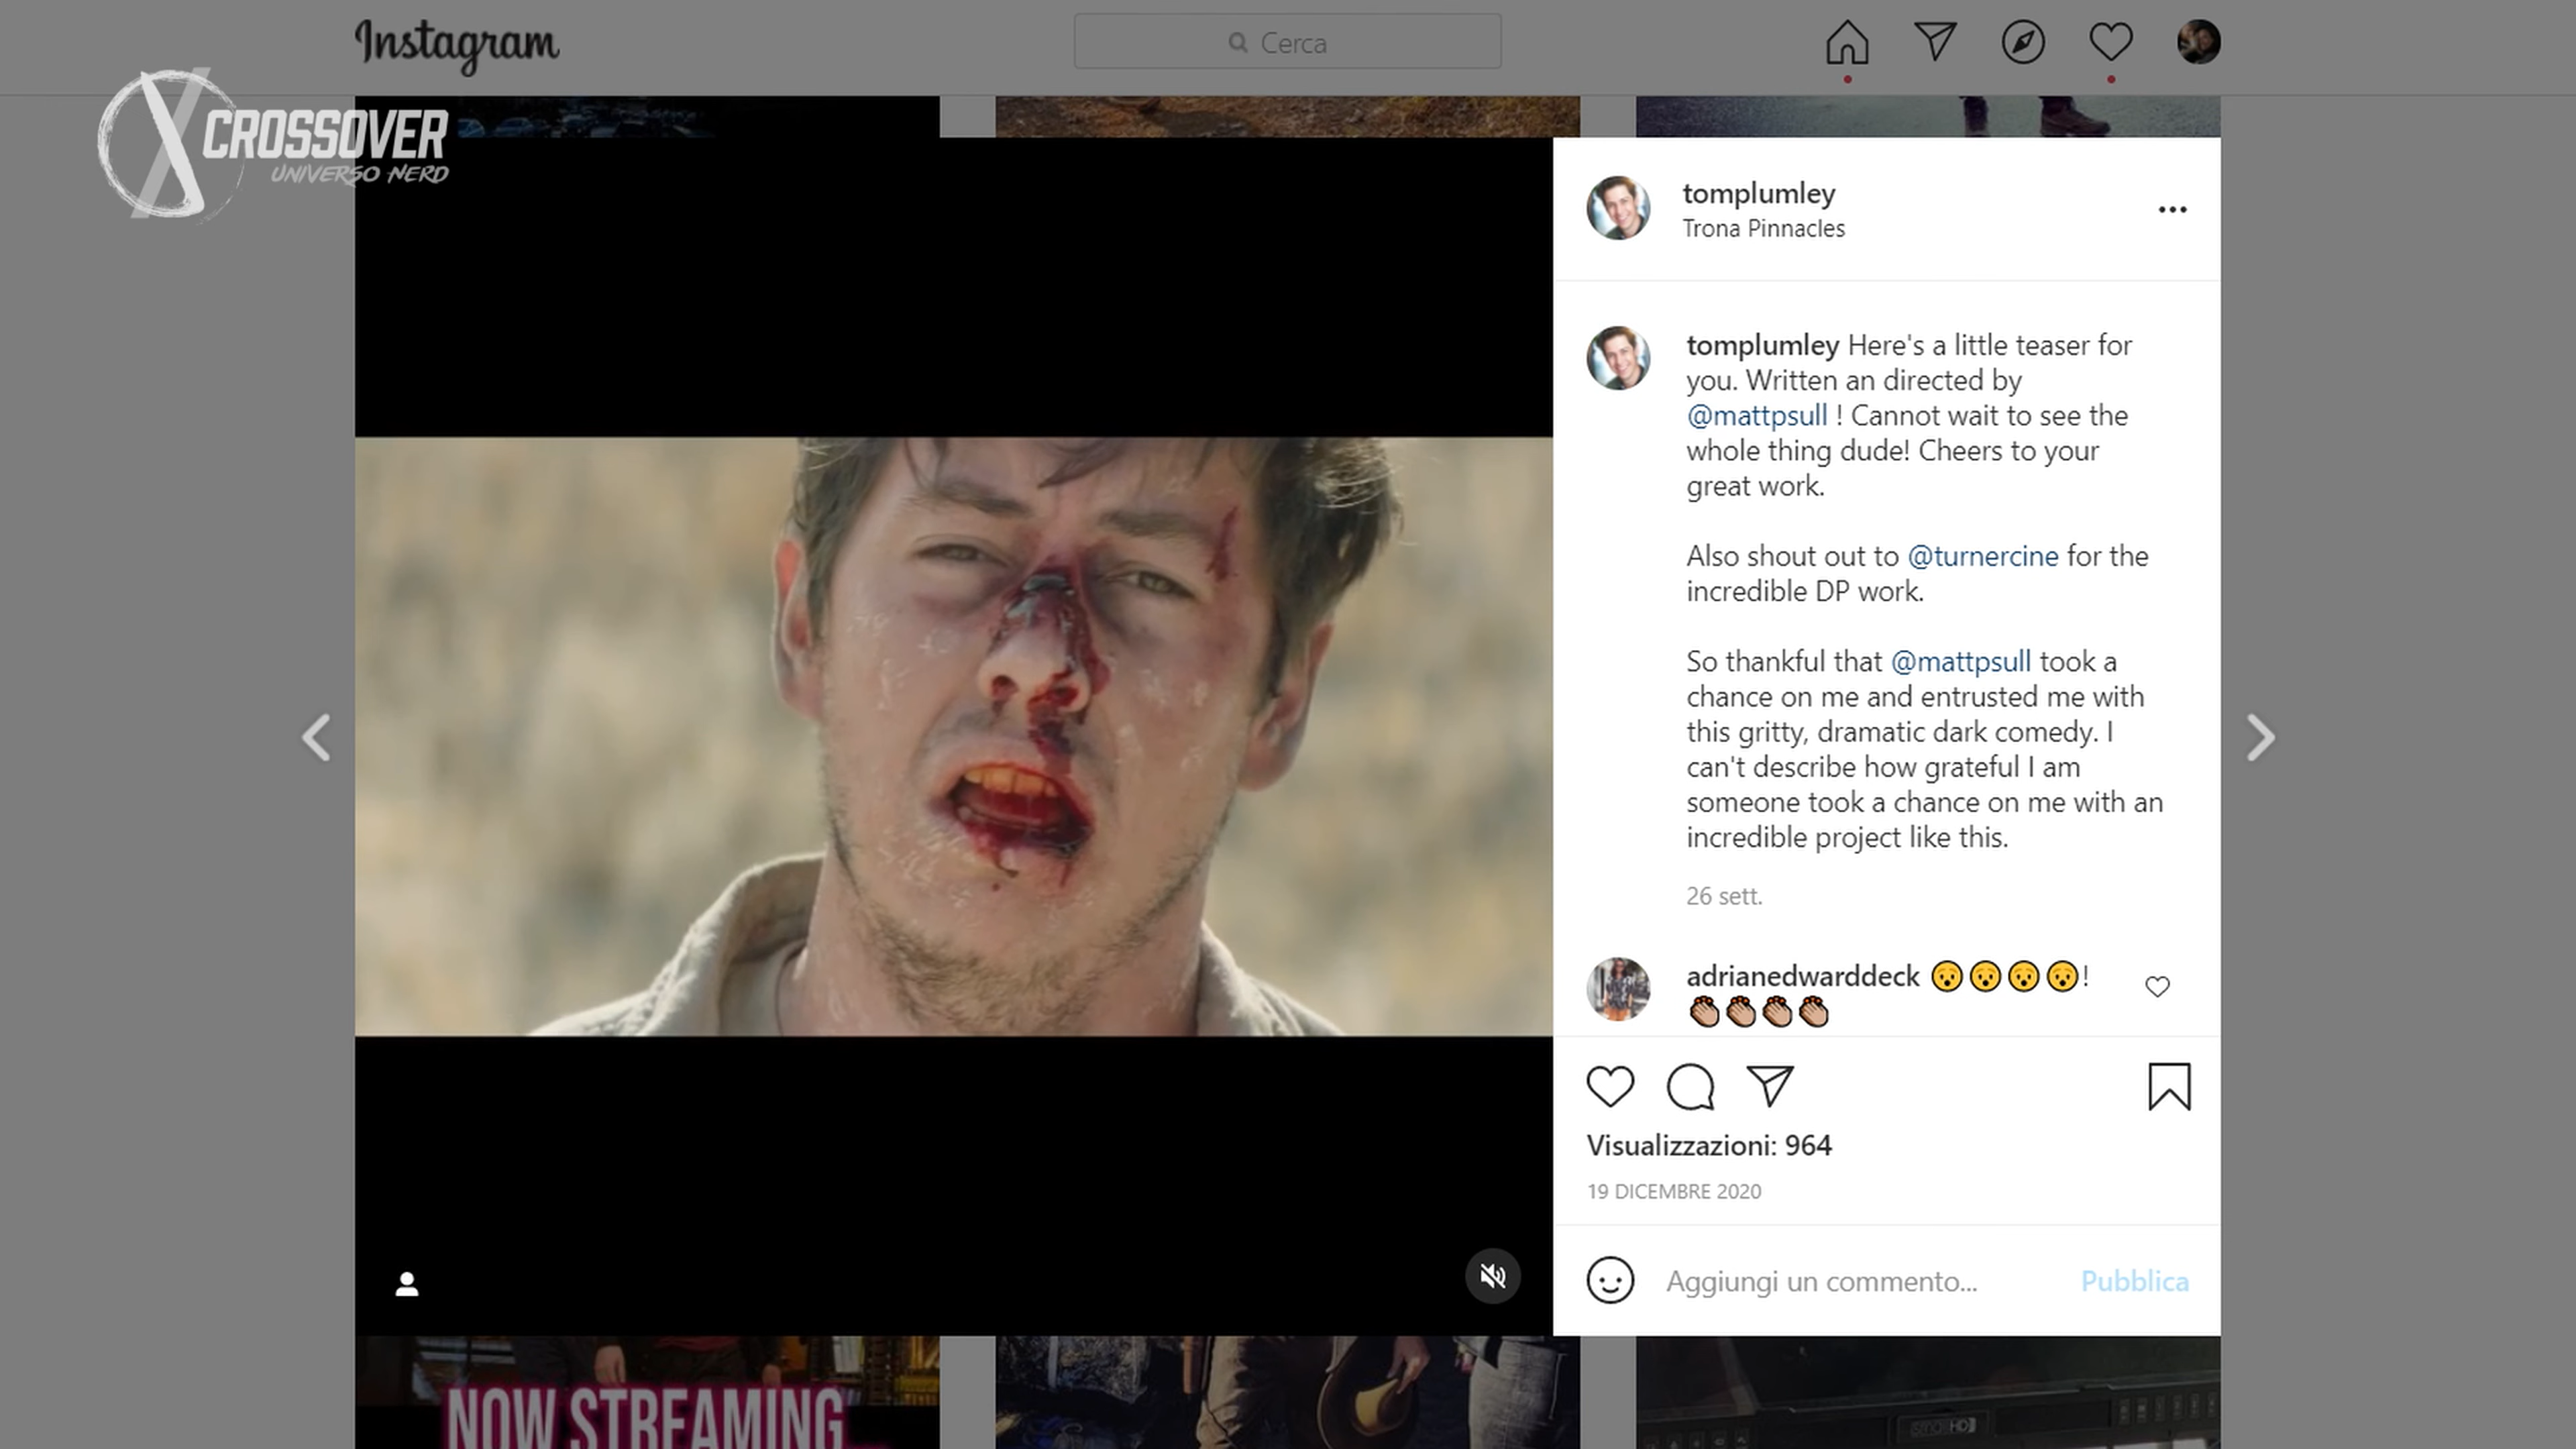 Instagram
Cerca
CROSSOVER
UNIVERSO NERD
tomplumley
Trona Pinnacles
tomplumley Here's a little teaser for
you. Written an directed by
@mattpsull ! Cannot wait to see the
whole thing dude! Cheers to your
great work.
Also shout out to @turnercine for the
incredible DP work.
So thankful that @mattpsull took a
chance on me and entrusted me with
this gritty, dramatic dark comedy. I
can't describe how grateful I am
someone took a chance on me with an
incredible project like this.
26 sett.
adrianedwarddeck 😯😯😯😯!
👏🏼👏🏼👏🏼👏🏼
Visualizzazioni: 964
19 DICEMBRE 2020
Aggiungi un commento...
Pubblica
NOW STREAMING
smallHD